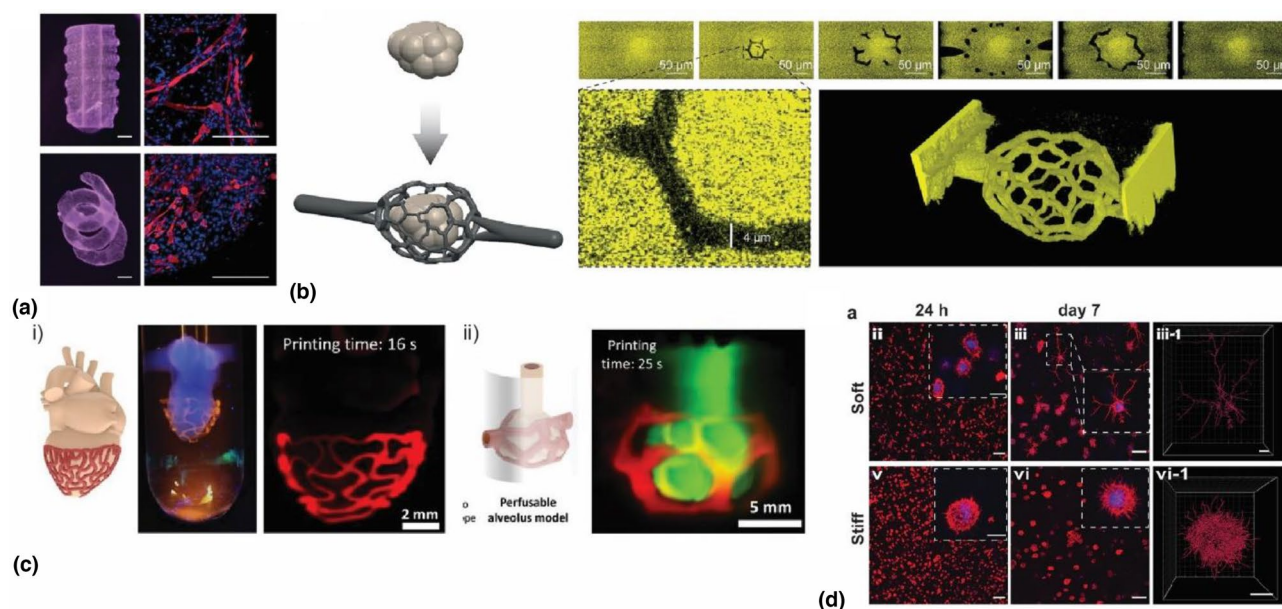 50 µm
50 µm
50 µm
50 µm
50 µm
50 µm
4 µm
(a)
(b)
i)
Printing time: 16 s
2 mm
ii)
Perfusable
alveolus model
Printing
time: 25 s
5 mm
(c)
a
24 h
day 7
Soft
ii
iii
iii-1
Stiff
v
vi
vi-1
(d)